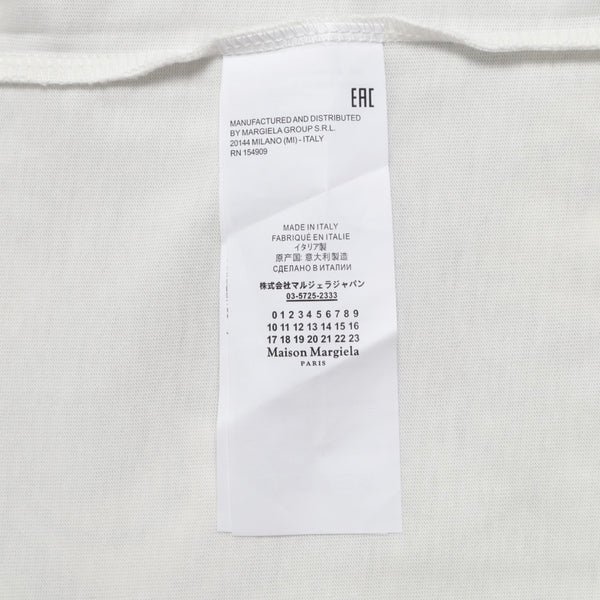 EAC
MANUFACTURED AND DISTRIBUTED
BY MARGIELA GROUP S.R.L.
20144 MILANO (MI) - ITALY
RN 154909
MADE IN ITALY
FABRIQUÉ EN ITALIE
イタリア製
原产国: 意大利製造
СДЕЛАНО В ИТАЛИИ
株式会社マルジェラジャパン
03-5725-2333
0 1 2 3 4 5 6 7 8 9
10 11 12 13 14 15 16
17 18 19 20 21 22 23
Maison Margiela
PARIS